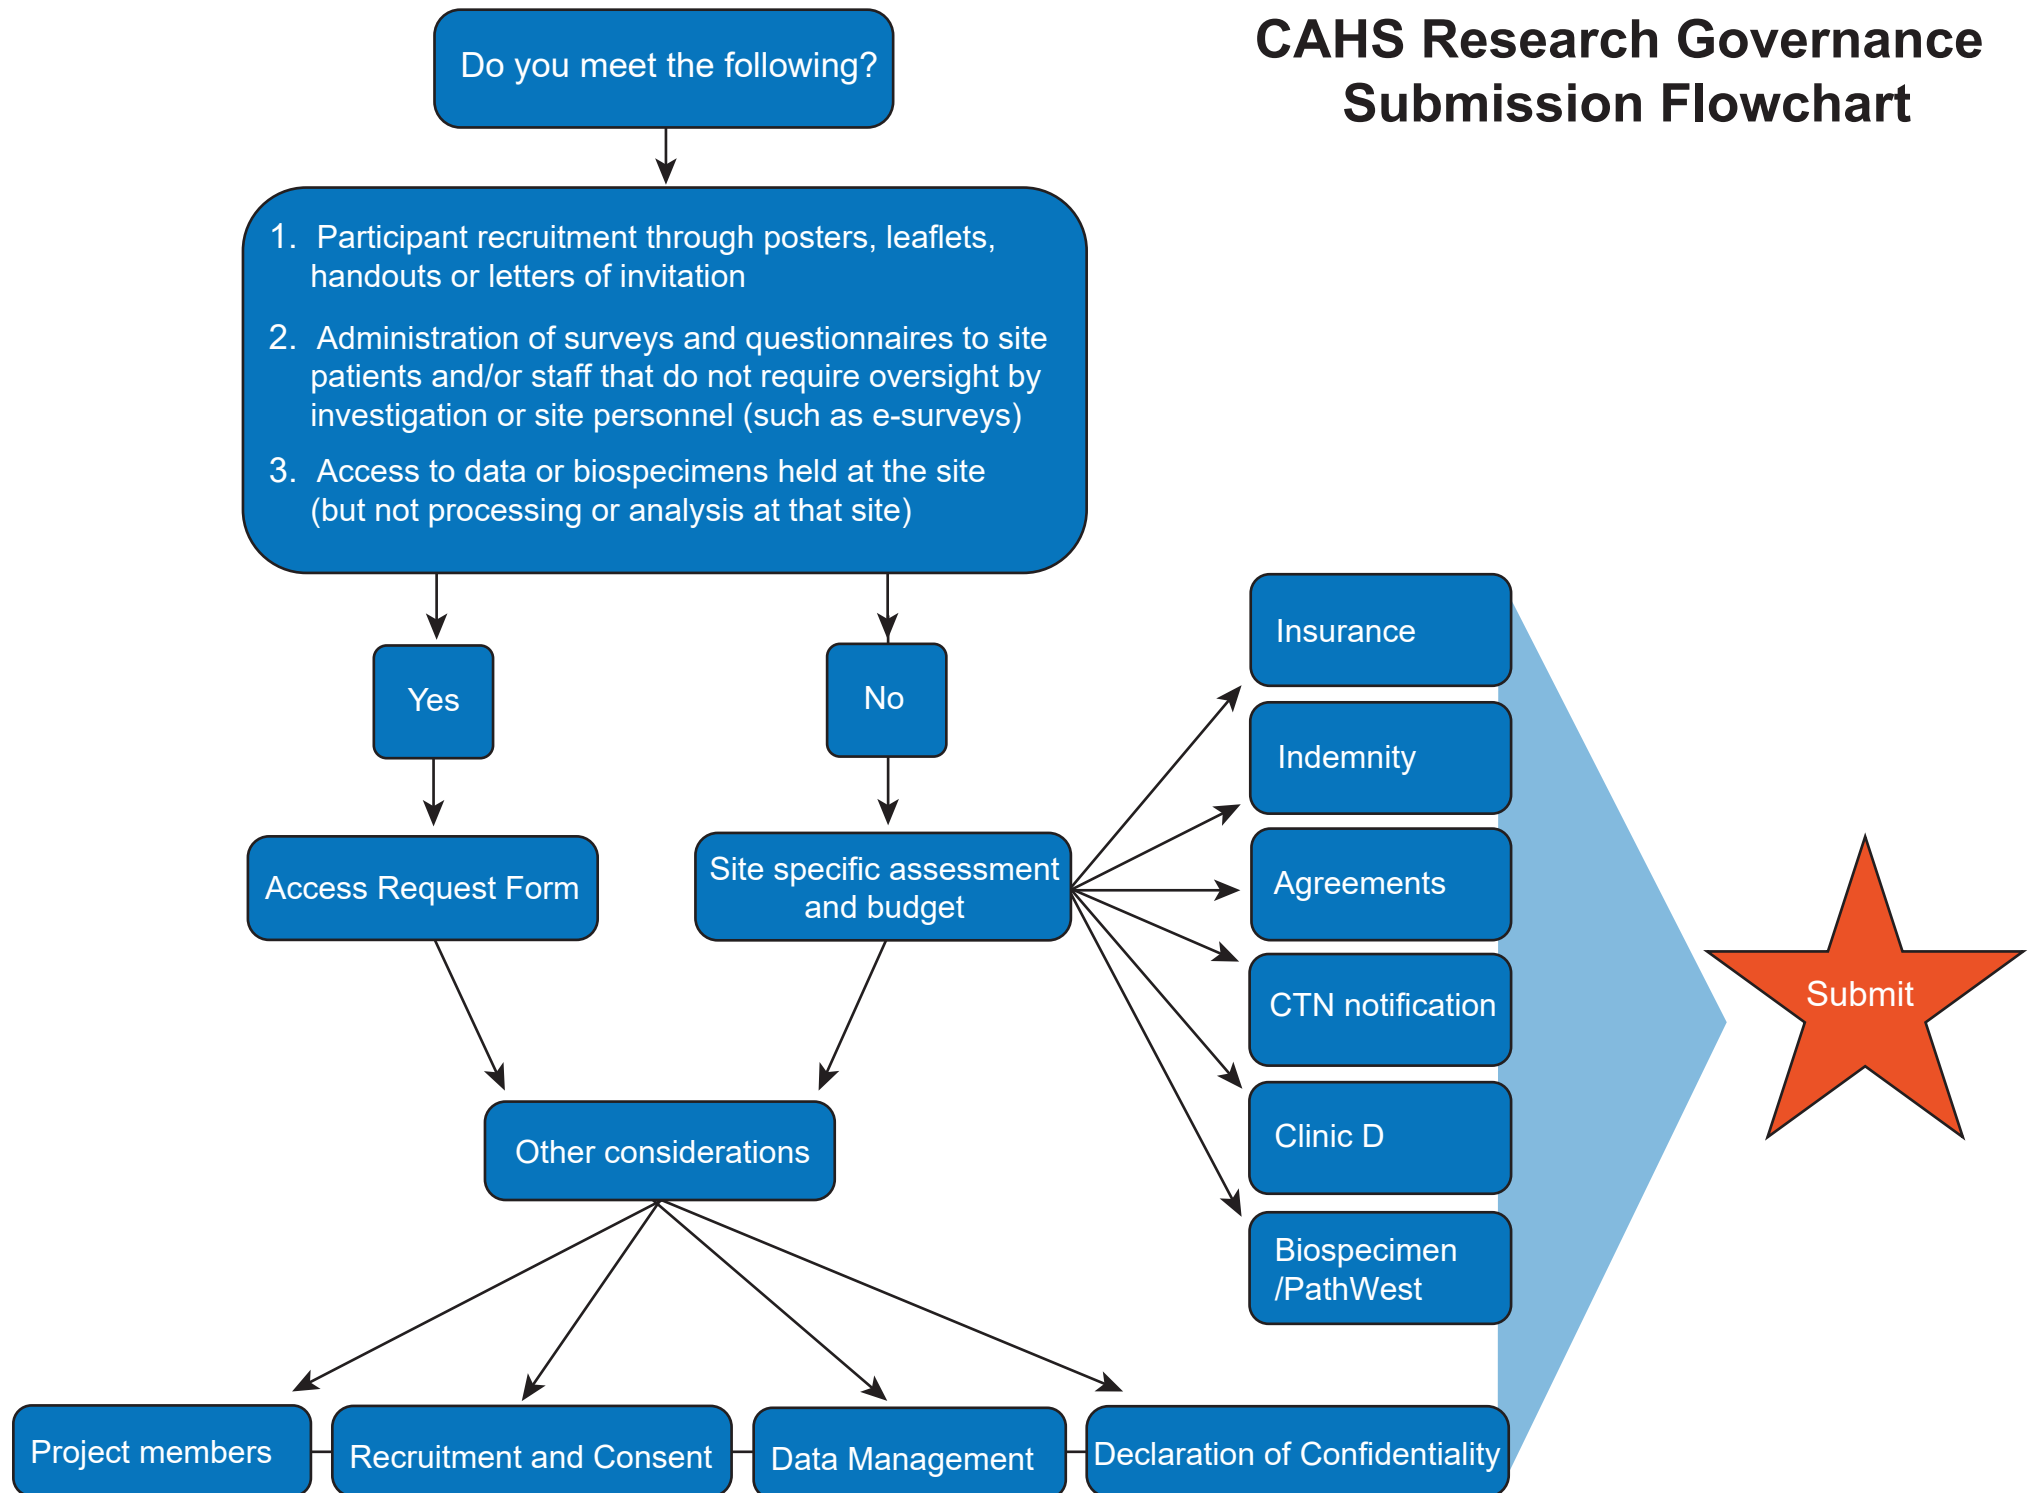 CAHS Research Governance
Submission Flowchart
Do you meet the following?
1. Participant recruitment through posters, leaflets,
handouts or letters of invitation
2. Administration of surveys and questionnaires to site
patients and/or staff that do not require oversight by
investigation or site personnel (such as e-surveys)
3. Access to data or biospecimens held at the site
(but not processing or analysis at that site)
Yes
No
Access Request Form
Site specific assessment
and budget
Insurance
Indemnity
Agreements
CTN notification
Clinic D
Biospecimen
/PathWest
Submit
Other considerations
Project members
Recruitment and Consent
Data Management
Declaration of Confidentiality